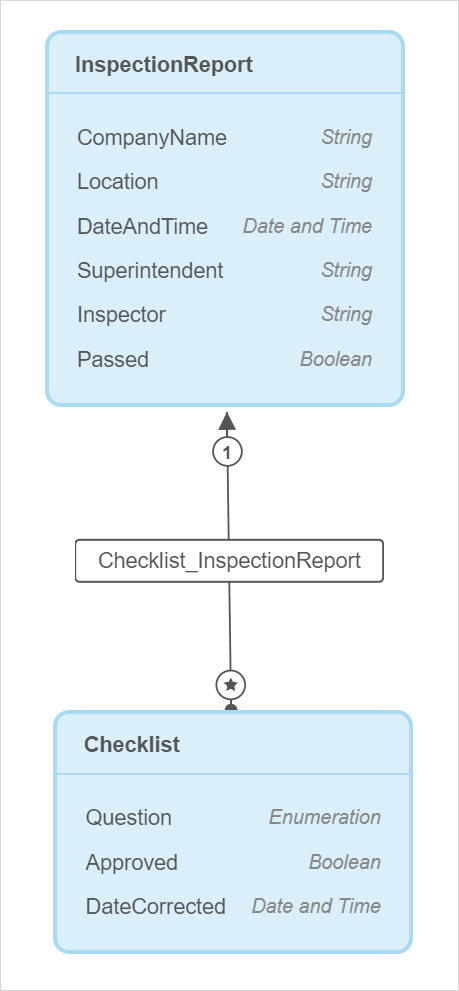 InspectionReport
CompanyName String
Location String
DateAndTime Date and Time
Superintendent String
Inspector String
Passed Boolean
1
Checklist_InspectionReport
Checklist
Question Enumeration
Approved Boolean
DateCorrected Date and Time